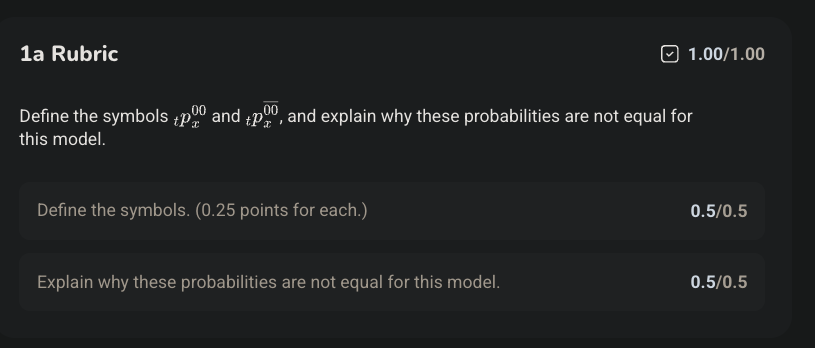 1a Rubric
1.00/1.00
Define the symbols $_tp_x^{00}$ and $_tp_x^{\overline{00}}$, and explain why these probabilities are not equal for
this model.
Define the symbols. (0.25 points for each.)
0.5/0.5
Explain why these probabilities are not equal for this model.
0.5/0.5